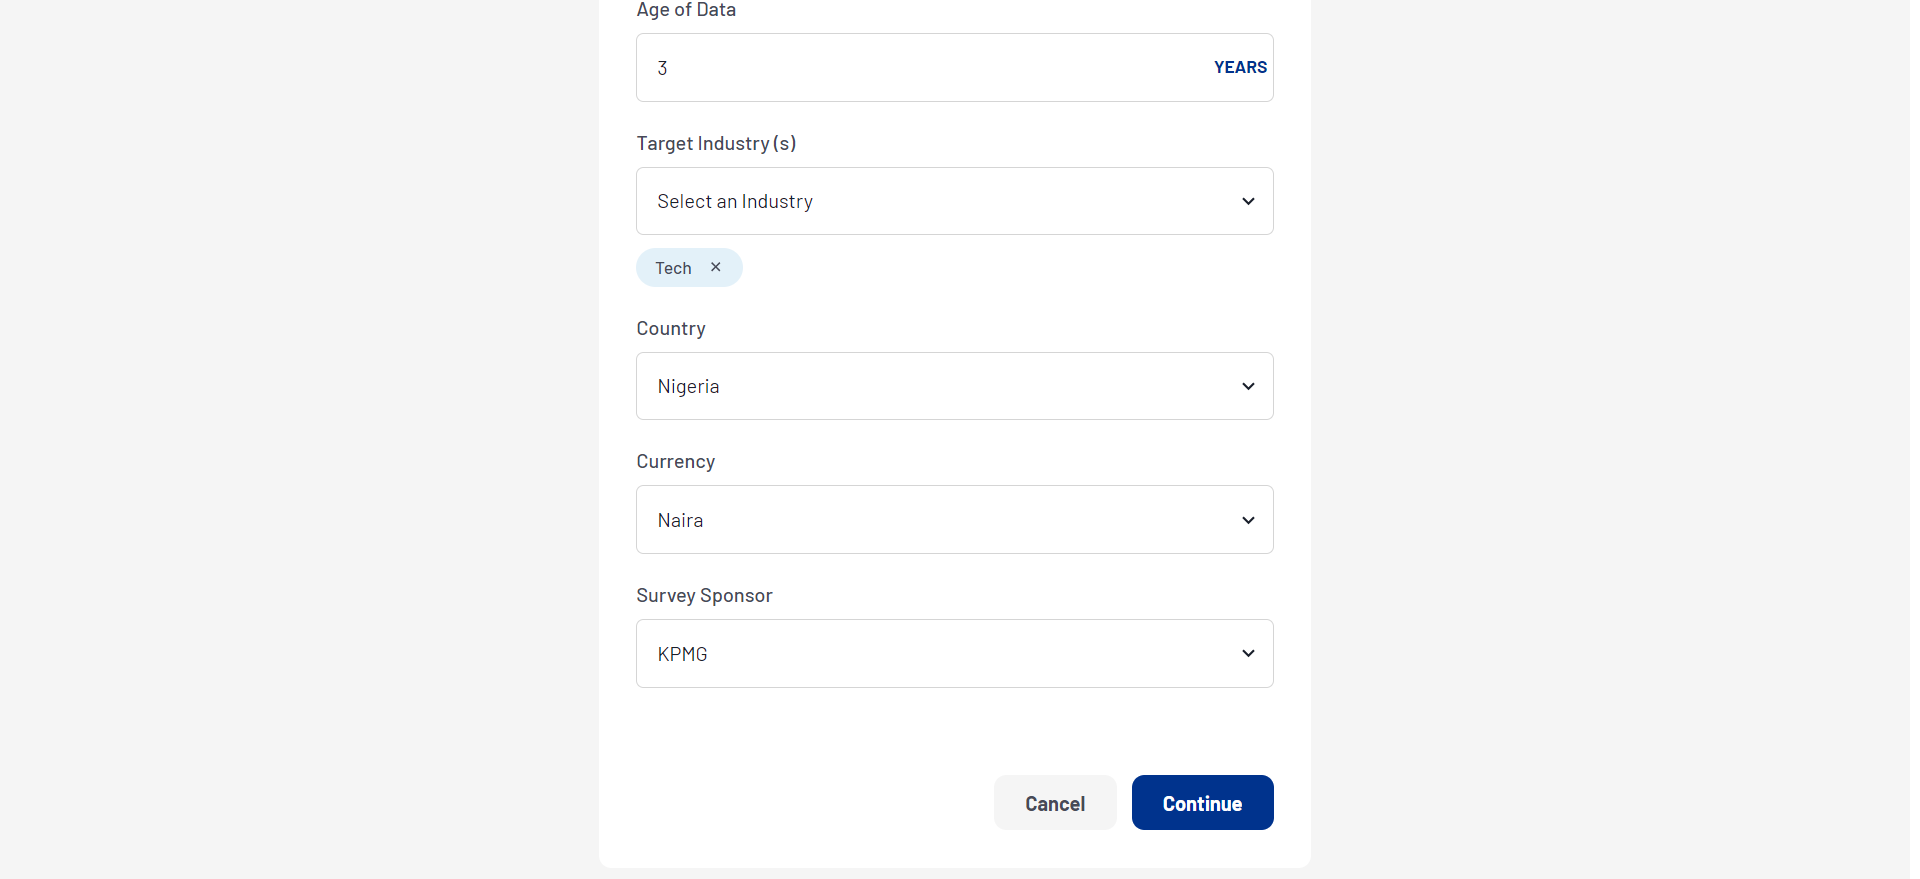 Age of Data
3 YEARS
Target Industry (s)
Select an Industry
Tech ×
Country
Nigeria
Currency
Naira
Survey Sponsor
KPMG
Cancel Continue